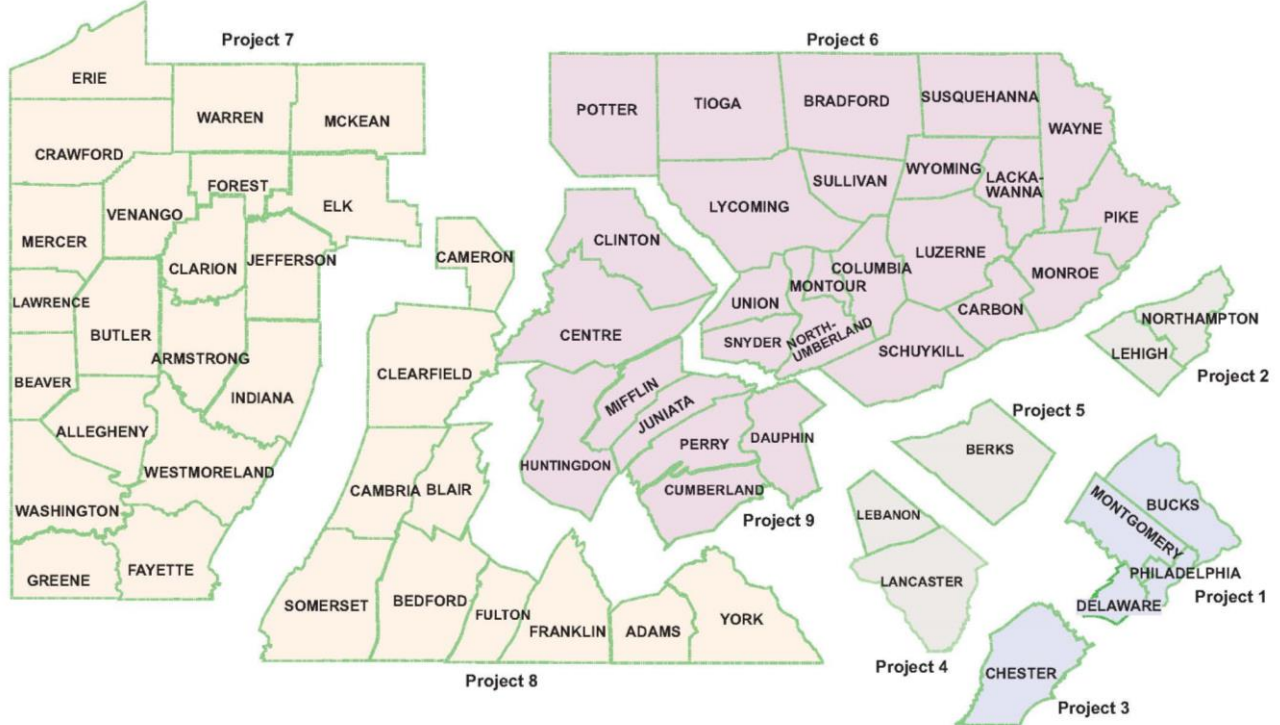 Project 7
Project 6
ERIE
WARREN
MCKEAN
CRAWFORD
FOREST
ELK
VENANGO
MERCER
CLARION
JEFFERSON
LAWRENCE
BUTLER
ARMSTRONG
BEAVER
INDIANA
ALLEGHENY
WESTMORELAND
WASHINGTON
FAYETTE
GREENE
POTTER
TIOGA
BRADFORD
SUSQUEHANNA
WAYNE
WYOMING
LACKA-
WANNA
SULLIVAN
LYCOMING
PIKE
LUZERNE
COLUMBIA
MONROE
MONTOUR
UNION
CARBON
SNYDER
NORTH-
UMBERLAND
SCHUYKILL
CLINTON
CENTRE
MIFFLIN
JUNIATA
PERRY
DAUPHIN
HUNTINGDON
CUMBERLAND
Project 9
CAMERON
CLEARFIELD
CAMBRIA
BLAIR
SOMERSET
BEDFORD
FULTON
FRANKLIN
ADAMS
YORK
Project 8
NORTHAMPTON
LEHIGH
Project 2
Project 5
BERKS
LEBANON
LANCASTER
Project 4
BUCKS
MONTGOMERY
PHILADELPHIA
DELAWARE
Project 1
CHESTER
Project 3